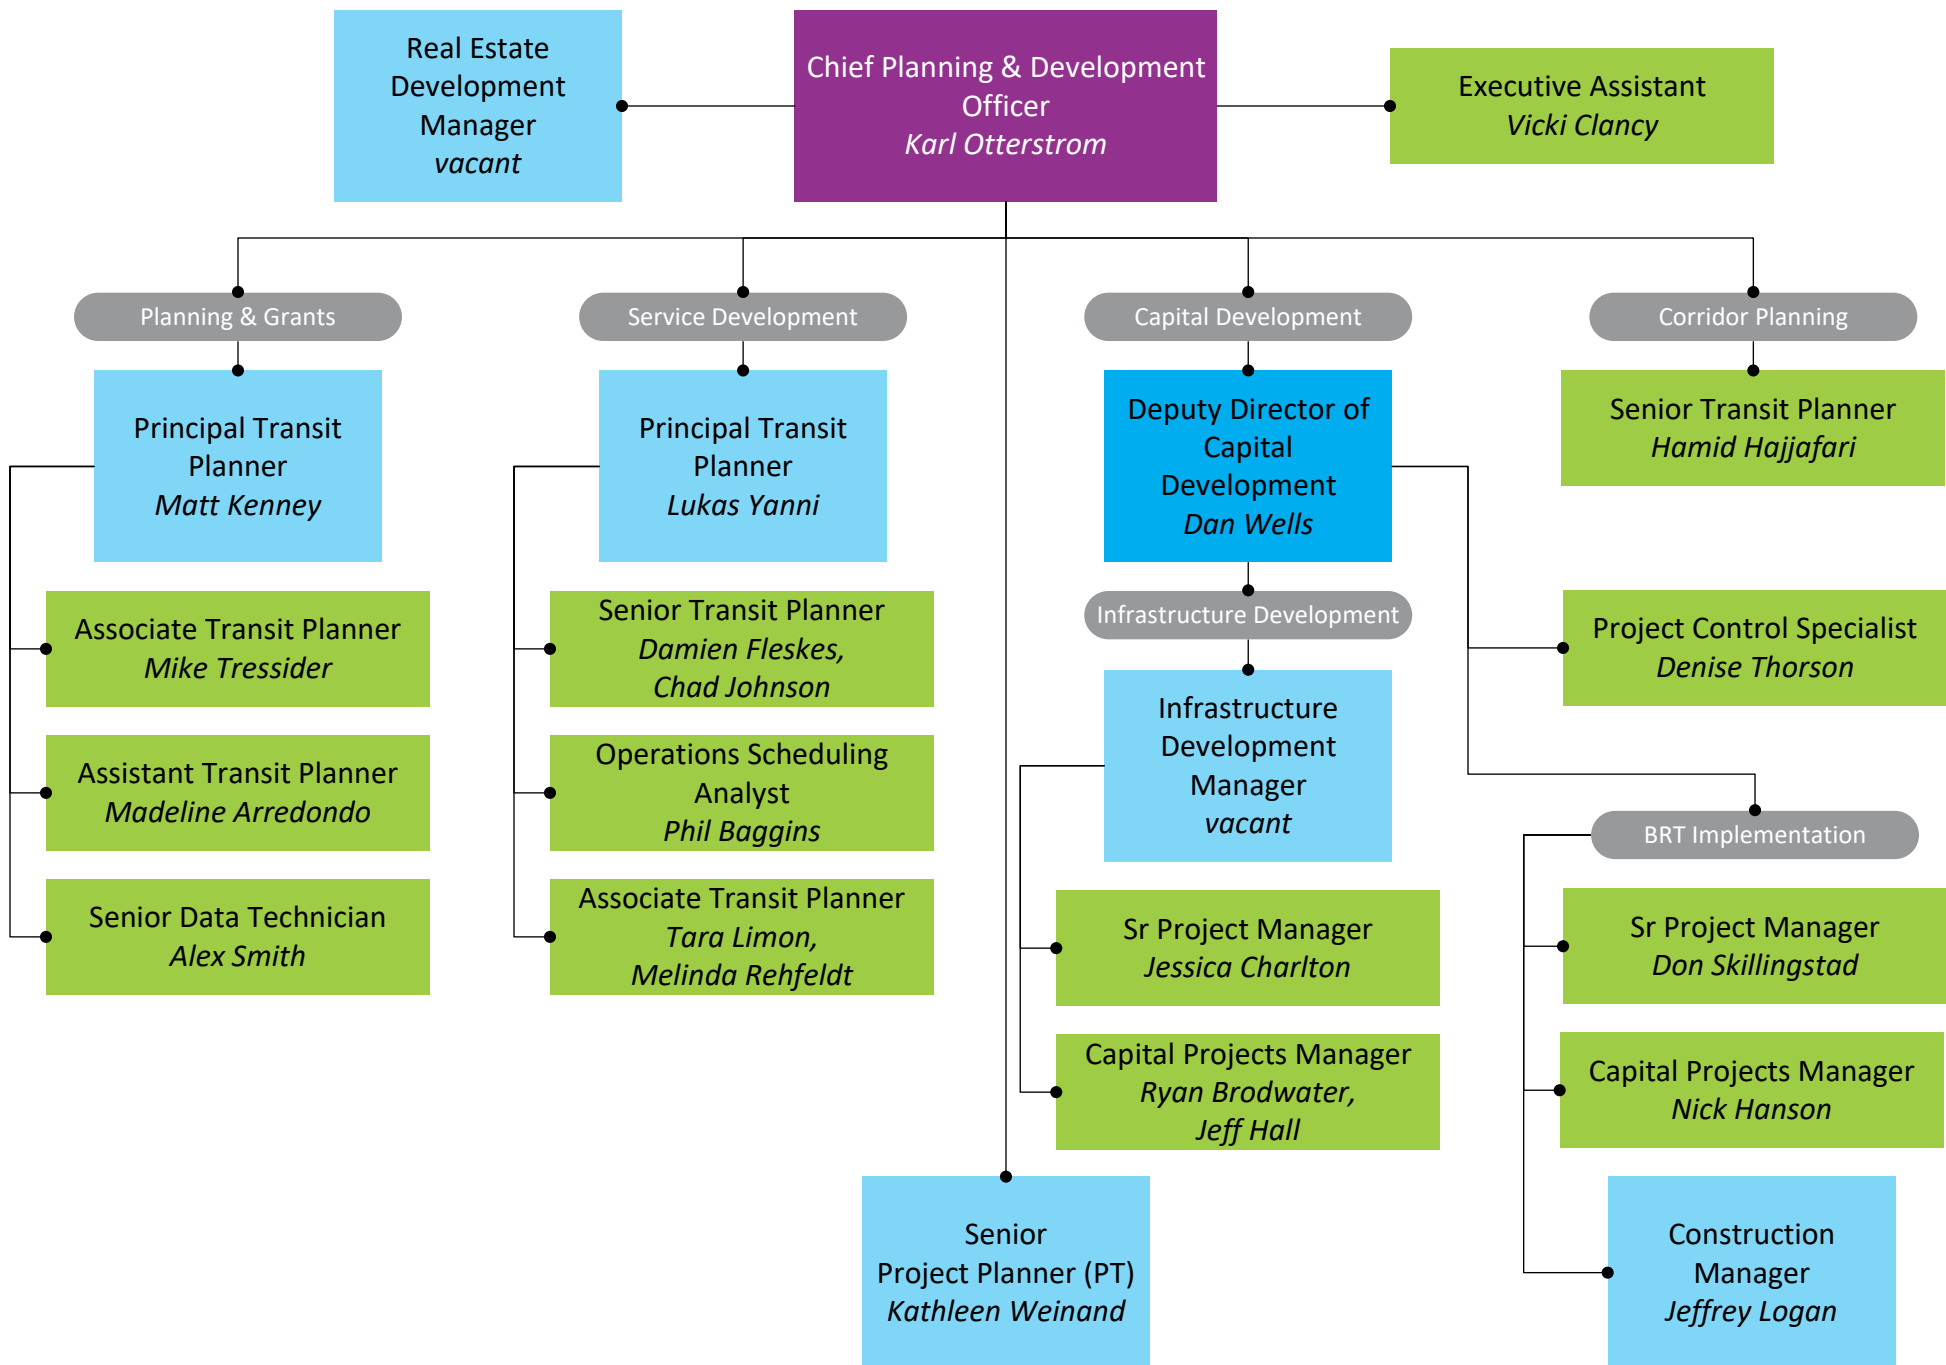 Real Estate
Development
Manager
vacant
Chief Planning & Development
Officer
Karl Otterstrom
Executive Assistant
Vicki Clancy
Planning & Grants
Service Development
Capital Development
Corridor Planning
Principal Transit
Planner
Matt Kenney
Principal Transit
Planner
Lukas Yanni
Deputy Director of
Capital
Development
Dan Wells
Senior Transit Planner
Hamid Hajjafari
Associate Transit Planner
Mike Tressider
Senior Transit Planner
Damien Fleskes,
Chad Johnson
Infrastructure Development
Project Control Specialist
Denise Thorson
Infrastructure
Development
Manager
vacant
Assistant Transit Planner
Madeline Arredondo
Operations Scheduling
Analyst
Phil Baggins
BRT Implementation
Senior Data Technician
Alex Smith
Associate Transit Planner
Tara Limon,
Melinda Rehfeldt
Sr Project Manager
Jessica Charlton
Sr Project Manager
Don Skillingstad
Capital Projects Manager
Ryan Brodwater,
Jeff Hall
Capital Projects Manager
Nick Hanson
Senior
Project Planner (PT)
Kathleen Weinand
Construction
Manager
Jeffrey Logan